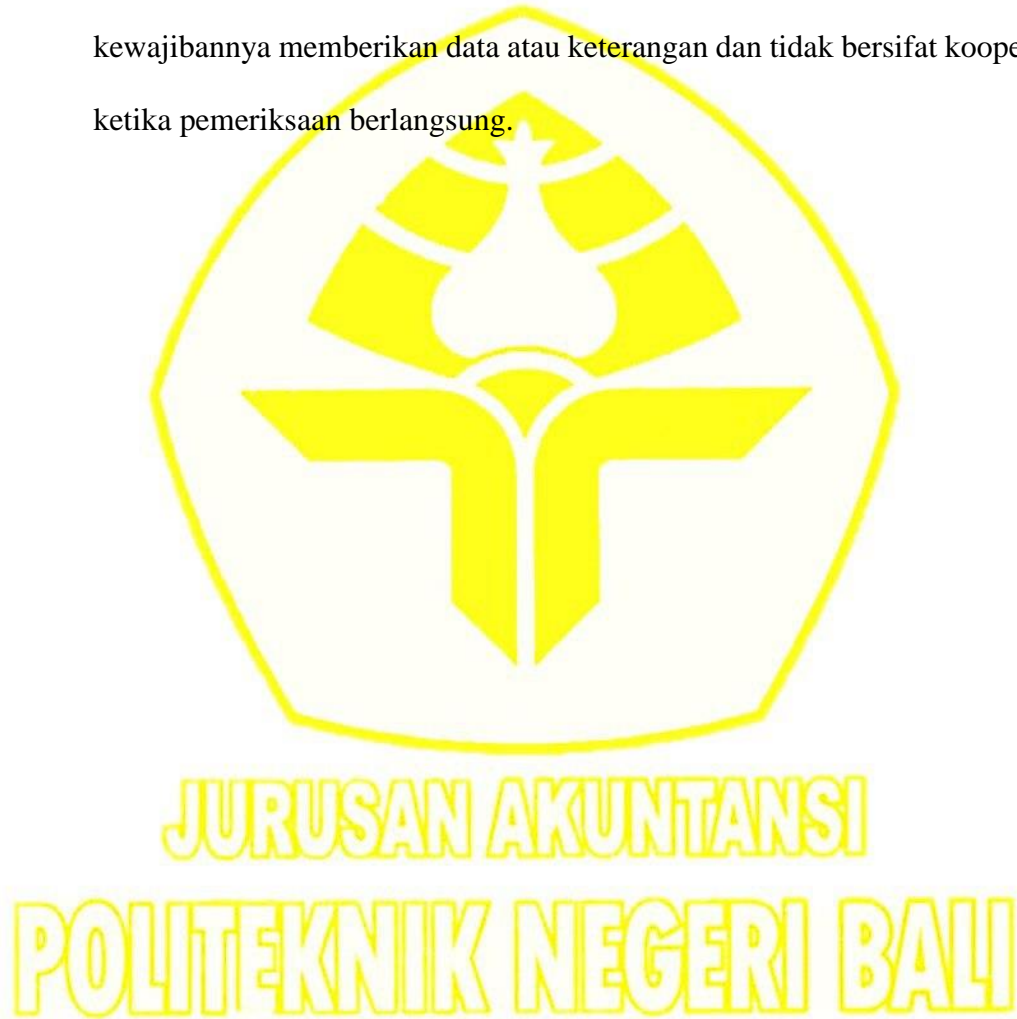 kewajibannya memberikan data atau keterangan dan tidak bersifat koope
ketika pemeriksaan berlangsung.
JURUSAN AKUNTANSI
POLITEKNIK NEGERI BALI